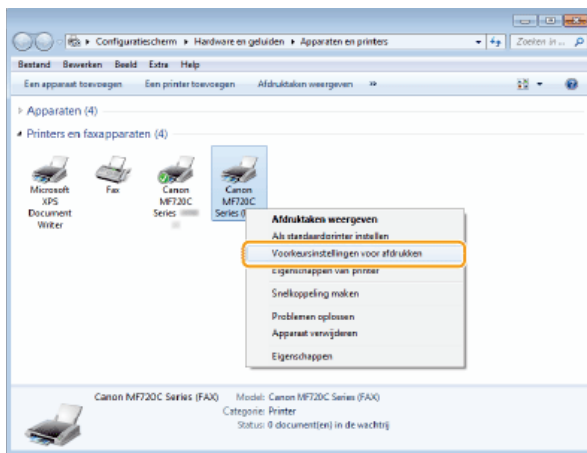 Configuratiescherm ▸ Hardware en geluiden ▸ Apparaten en printers
Zoeken in ...
Bestand Bewerken Beeld Extra Help
Een apparaat toevoegen Een printer toevoegen Afdruktaken weergeven »
Apparaten (4)
Printers en faxapparaten (4)
Microsoft XPS Document Writer
Fax
Canon MF720C Series
Canon MF720C Series
Afdruktaken weergeven
Als standaardprinter instellen
Voorkeursinstellingen voor afdrukken
Eigenschappen van printer
Snelkoppeling maken
Problemen oplossen
Apparaat verwijderen
Eigenschappen
Canon MF720C Series (FAX) Model: Canon MF720C Series (FAX)
Categorie: Printer
Status: 0 document(en) in de wachtrij